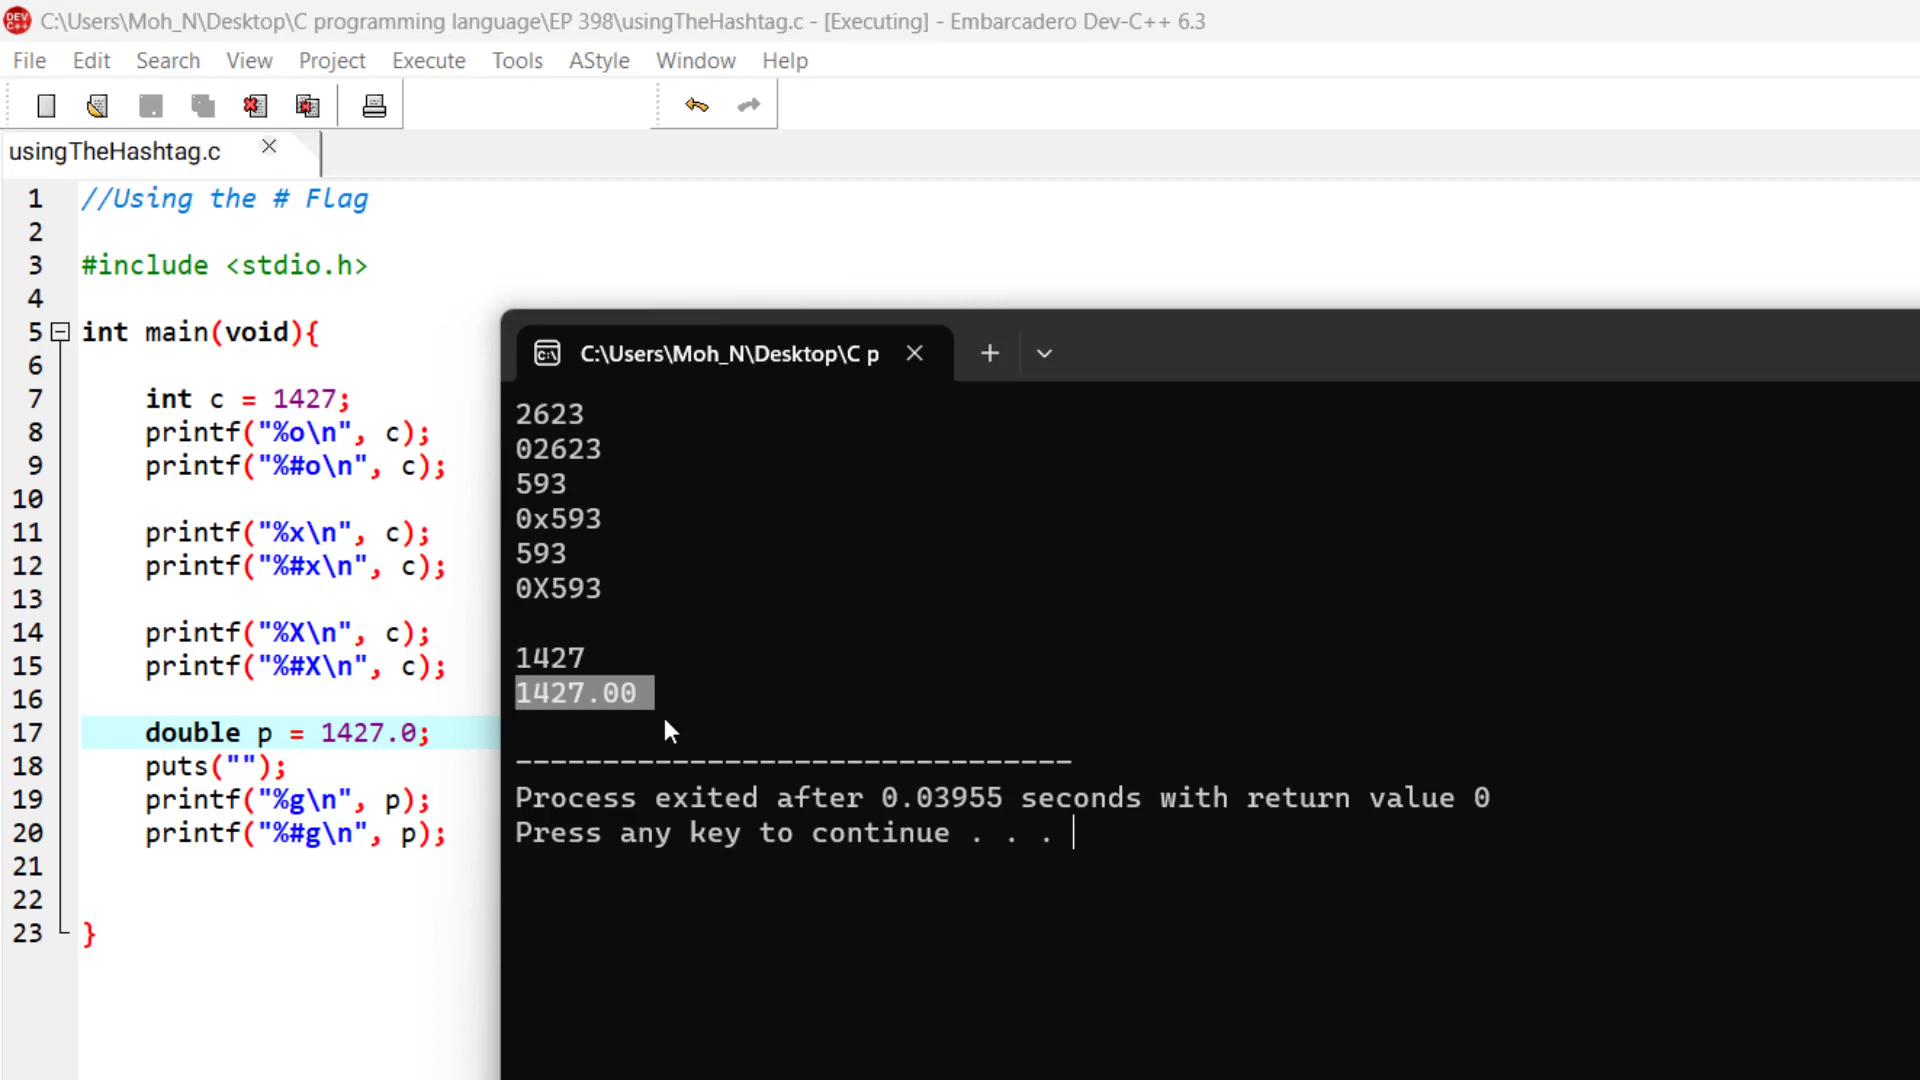 C:\Users\Moh_N\Desktop\C programming language\EP 398\usingTheHashtag.c - [Executing] - Embarcadero Dev-C++ 6.3
File Edit Search View Project Execute Tools AStyle Window Help
usingTheHashtag.c
1 //Using the # Flag
2
3 #include <stdio.h>
4
5 int main(void){
6
7 int c = 1427;
8 printf("%o\n", c);
9 printf("%#o\n", c);
10
11 printf("%x\n", c);
12 printf("%#x\n", c);
13
14 printf("%X\n", c);
15 printf("%#X\n", c);
16
17 double p = 1427.0;
18 puts("");
19 printf("%g\n", p);
20 printf("%#g\n", p);
21
22
23 }
C:\Users\Moh_N\Desktop\C p
2623
02623
593
0x593
593
0X593
1427
1427.00
--------------------------------
Process exited after 0.03955 seconds with return value 0
Press any key to continue . . .